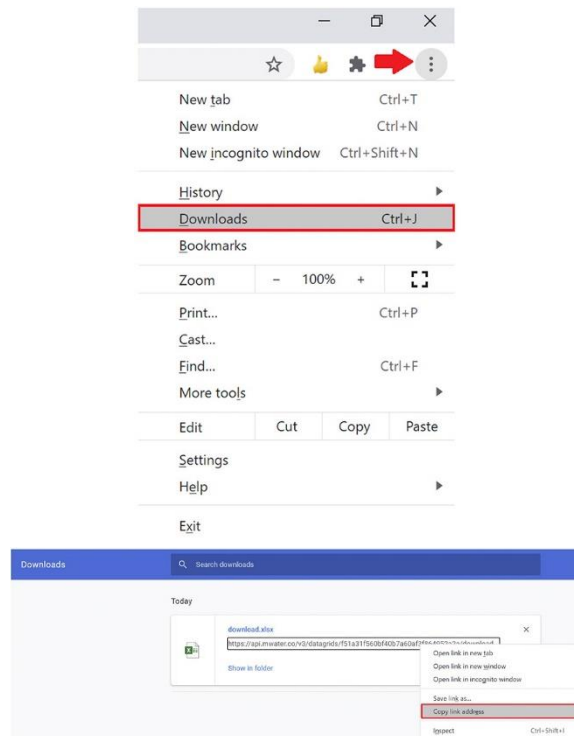 New tab Ctrl+T
New window Ctrl+N
New incognito window Ctrl+Shift+N
History
Downloads Ctrl+J
Bookmarks
Zoom - 100% +
Print... Ctrl+P
Cast...
Find... Ctrl+F
More tools
Edit Cut Copy Paste
Settings
Help
Exit
Downloads
Search downloads
Today
download.xlsx
Show in folder
Open link in new tab
Open link in new window
Open link in incognito window
Save link as...
Copy link address
Inspect Ctrl+Shift+I